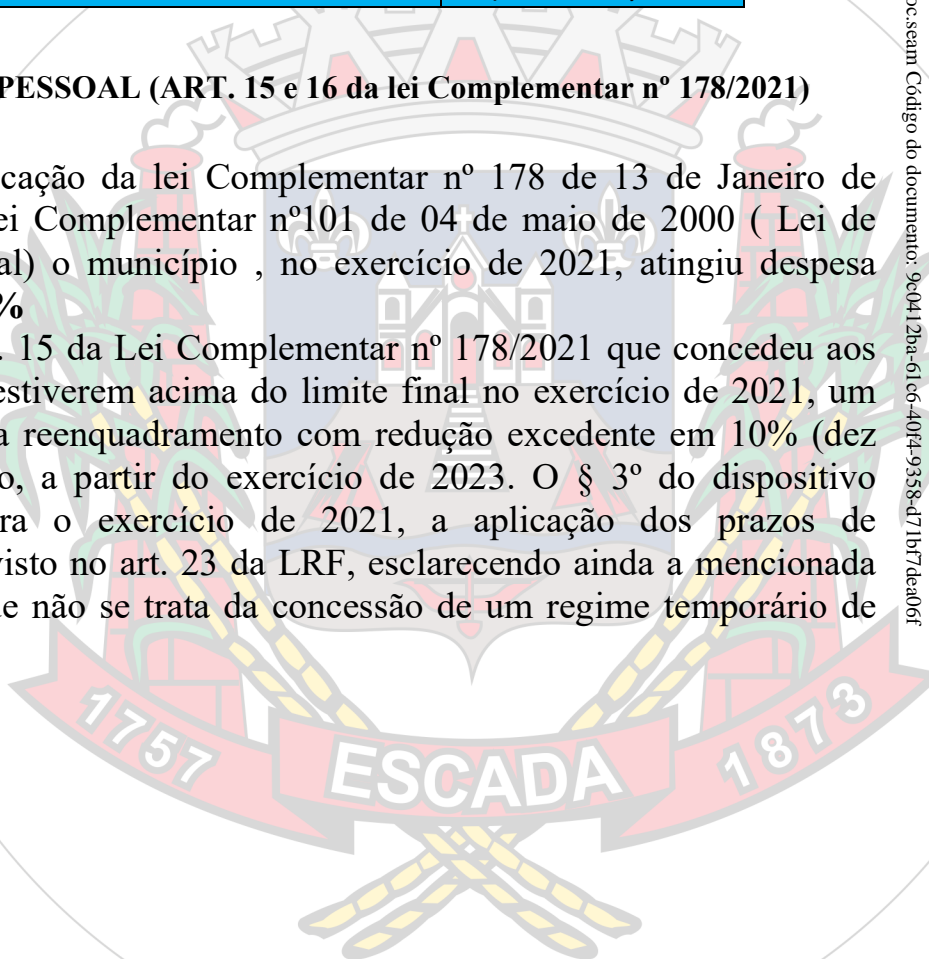 PESSOAL (ART. 15 e 16 da lei Complementar nº 178/2021)
cação da lei Complementar nº 178 de 13 de Janeiro de
ei Complementar nº101 de 04 de maio de 2000 ( Lei de
al) o município , no exercício de 2021, atingiu despesa
%
. 15 da Lei Complementar nº 178/2021 que concedeu aos
estiverem acima do limite final no exercício de 2021, um
a reenquadramento com redução excedente em 10% (dez
o, a partir do exercício de 2023. O § 3º do dispositivo
ra o exercício de 2021, a aplicação dos prazos de
visto no art. 23 da LRF, esclarecendo ainda a mencionada
e não se trata da concessão de um regime temporário de
1757 ESCADA 1873
oc.seam Código do documento: 9c0412ba-61c6-40f4-9358-d71bf7dea06f